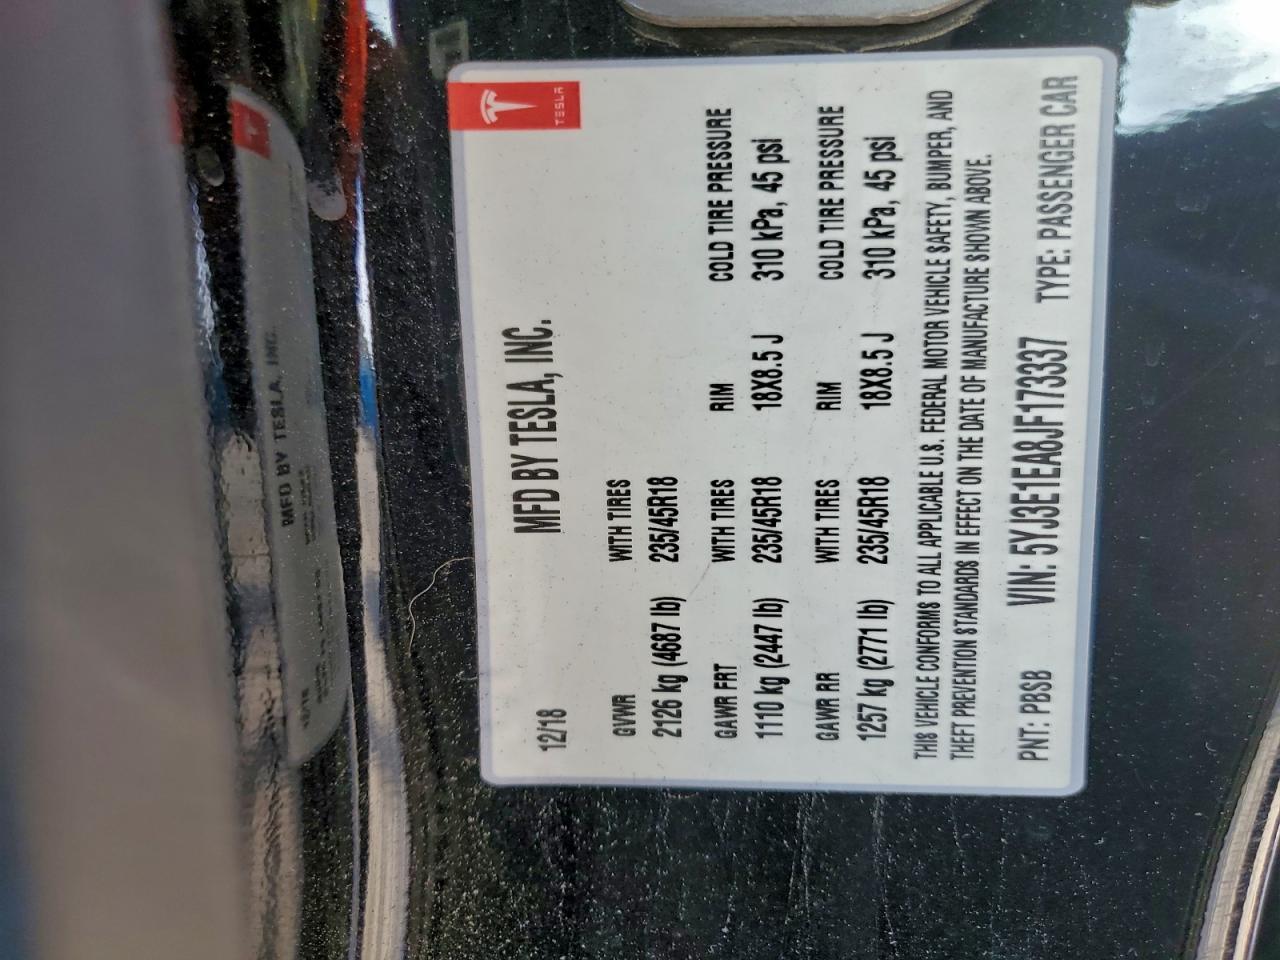 TESLA
MFD BY TESLA, INC.
12/18
GVWR WITH TIRES
2126 kg (4687 lb) 235/45R18
GAWR FRT WITH TIRES RIM COLD TIRE PRESSURE
1110 kg (2447 lb) 235/45R18 18X8.5 J 310 kPa, 45 psi
GAWR RR WITH TIRES RIM COLD TIRE PRESSURE
1257 kg (2771 lb) 235/45R18 18X8.5 J 310 kPa, 45 psi
THIS VEHICLE CONFORMS TO ALL APPLICABLE U.S. FEDERAL MOTOR VEHICLE SAFETY, BUMPER, AND
THEFT PREVENTION STANDARDS IN EFFECT ON THE DATE OF MANUFACTURE SHOWN ABOVE.
PNT: PBSB VIN: 5YJ3E1EA8JF173337 TYPE: PASSENGER CAR
MFD BY TESLA, INC.